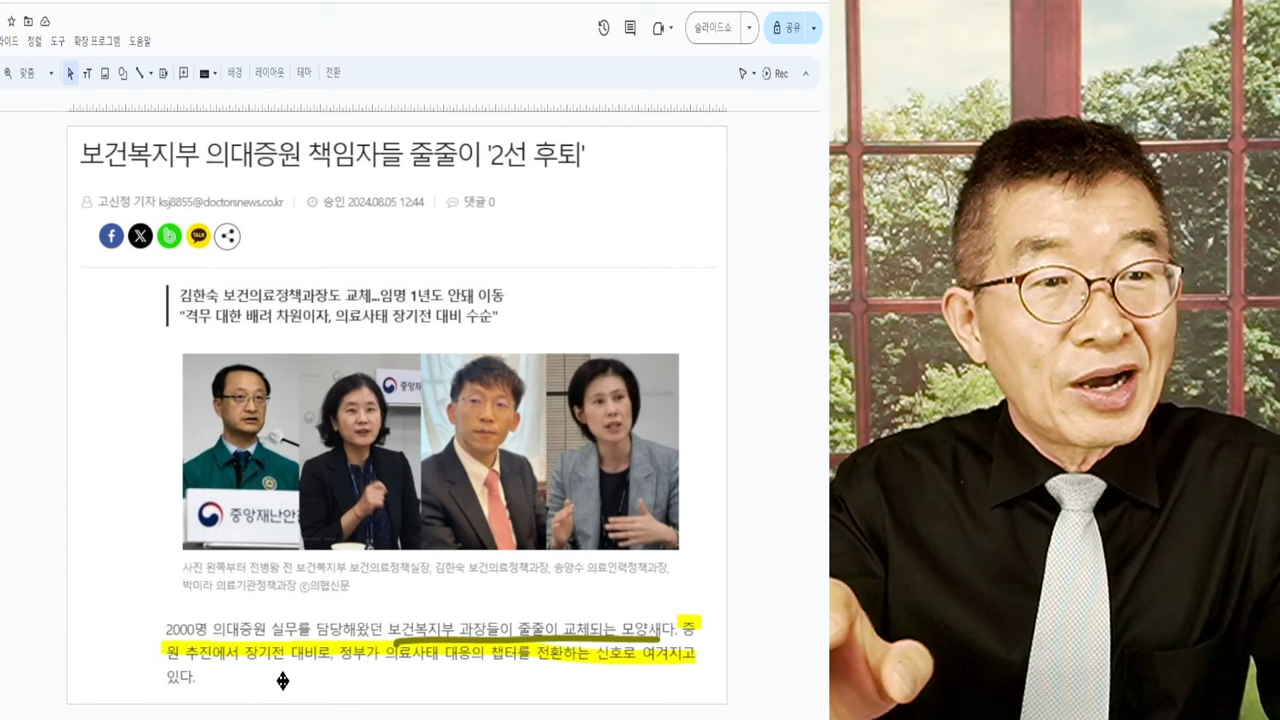 라이드 정렬 도구 확장 프로그램 도움말
슬라이드쇼
공유
맞춤
배경 레이아웃 테마 전환
Rec
보건복지부 의대증원 책임자들 줄줄이 '2선 후퇴'
고신정 기자 ksj8855@doctorsnews.co.kr 승인 2024.08.05 12:44 댓글 0
TALK
김한숙 보건의료정책과장도 교체...임명 1년도 안돼 이동
"격무 대한 배려 차원이자, 의료사태 장기전 대비 수순"
중앙재
중앙재난안
사진 왼쪽부터 전병왕 전 보건복지부 보건의료정책실장, 김한숙 보건의료정책과장, 송양수 의료인력정책과장,
박미라 의료기관정책과장 ⓒ의협신문
2000명 의대증원 실무를 담당해왔던 보건복지부 과장들이 줄줄이 교체되는 모양새다. 증
원 추진에서 장기전 대비로, 정부가 의료사태 대응의 챕터를 전환하는 신호로 여겨지고
있다.